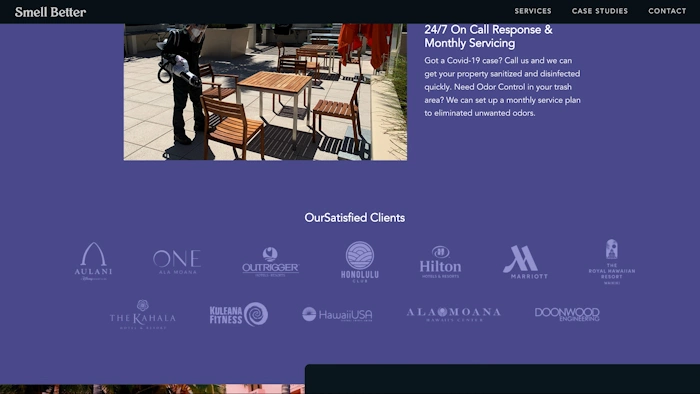 Smell Better
SERVICES CASE STUDIES CONTACT
24/7 On Call Response &
Monthly Servicing
Got a Covid-19 case? Call us and we can
get your property sanitized and disinfected
quickly. Need Odor Control in your trash
area? We can set up a monthly service plan
to eliminated unwanted odors.
OurSatisfied Clients
AULANI
ONE
ALA MOANA
OUTRIGGER
HONOLULU
CLUB
Hilton
HOTELS & RESORTS
MARRIOTT
THE
ROYAL HAWAIIAN
RESORT
WAIKIKI
THE KAHALA
HOTEL & RESORT
KULEANA
FITNESS
HawaiiUSA
ALA MOANA
HAWAI'I'S CENTER
DOONWOOD
ENGINEERING